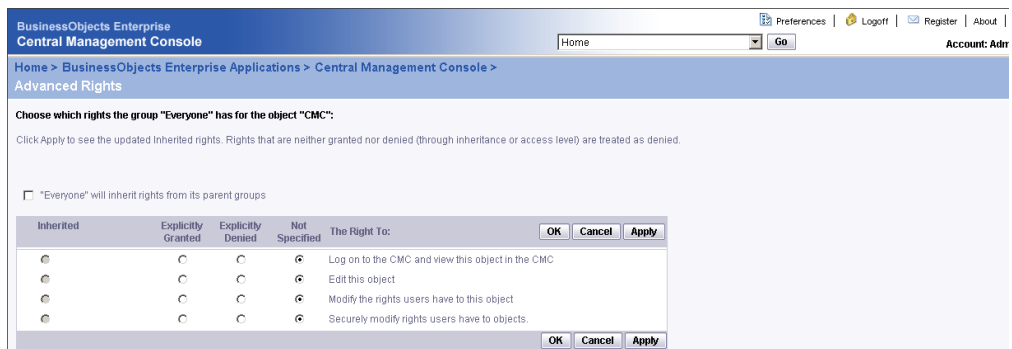 BusinessObjects Enterprise
Central Management Console
Preferences | Logoff | Register | About |
Home Go
Account: Adm
Home > BusinessObjects Enterprise Applications > Central Management Console >
Advanced Rights
Choose which rights the group "Everyone" has for the object "CMC":
Click Apply to see the updated Inherited rights. Rights that are neither granted nor denied (through inheritance or access level) are treated as denied.
"Everyone" will inherit rights from its parent groups
Inherited Explicitly Granted Explicitly Denied Not Specified The Right To: OK Cancel Apply
Log on to the CMC and view this object in the CMC
Edit this object
Modify the rights users have to this object
Securely modify rights users have to objects.
OK Cancel Apply